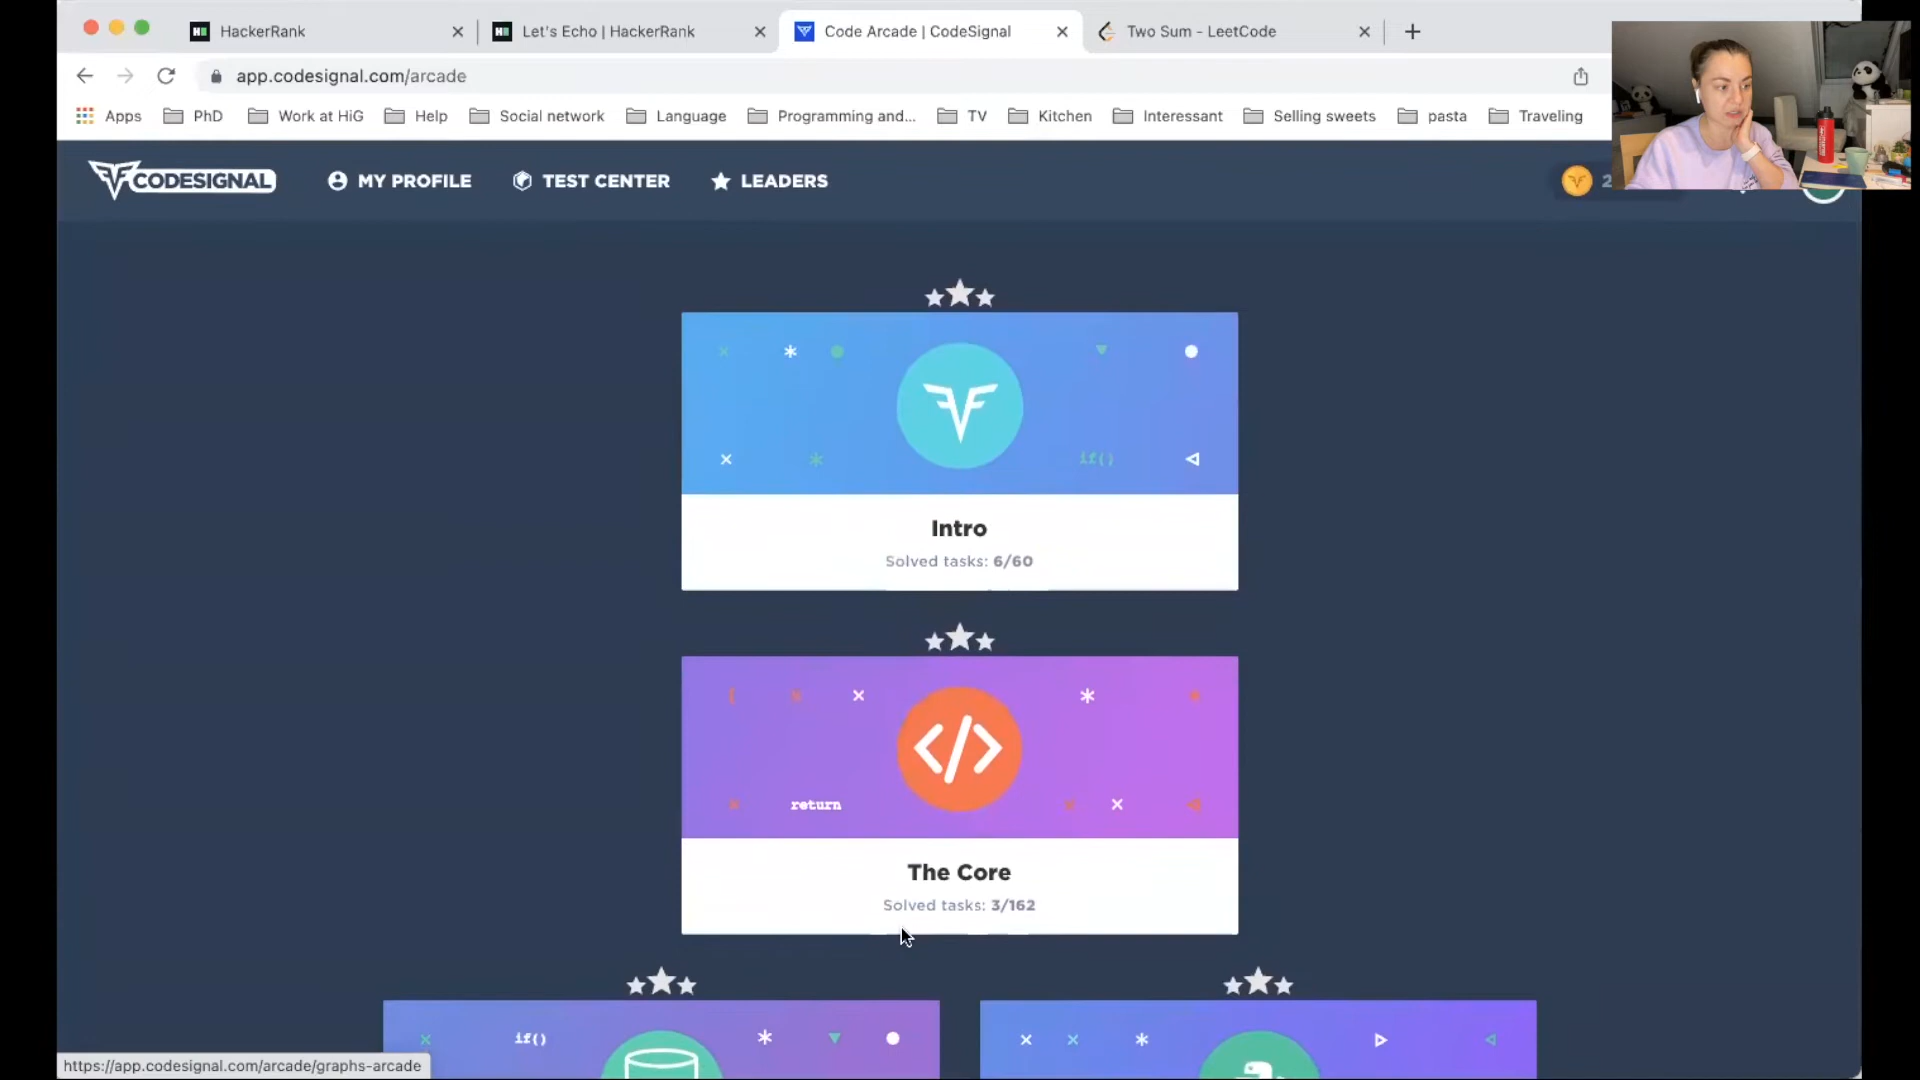 HackerRank
Let's Echo | HackerRank
Code Arcade | CodeSignal
Two Sum - LeetCode
app.codesignal.com/arcade
Apps
PhD
Work at HiG
Help
Social network
Language
Programming and...
TV
Kitchen
Interessant
Selling sweets
pasta
Traveling
CODESIGNAL
MY PROFILE
TEST CENTER
LEADERS
2
if()
Intro
Solved tasks: 6/60
return
The Core
Solved tasks: 3/162
if()
https://app.codesignal.com/arcade/graphs-arcade